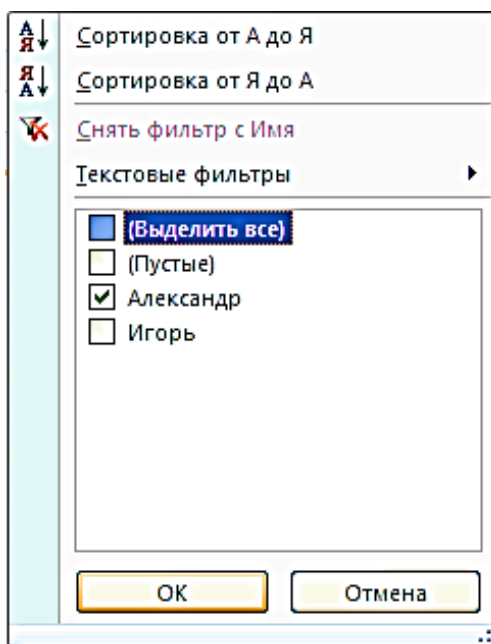 Сортировка от А до Я
Сортировка от Я до А
Снять фильтр с Имя
Текстовые фильтры
(Выделить все)
(Пустые)
Александр
Игорь
ОК
Отмена